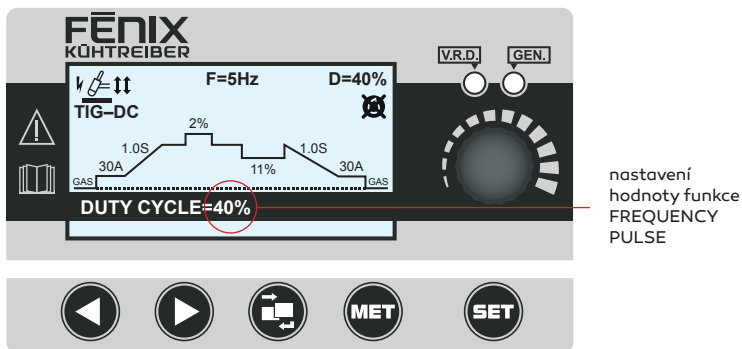 FĒNIX
KÜHTREIBER
V.R.D.
GEN.
F=5Hz
D=40%
TIG–DC
2%
1.0S
1.0S
30A
11%
30A
GAS
GAS
DUTY CYCLE=40%
nastavení
hodnoty funkce
FREQUENCY
PULSE
MET
SET